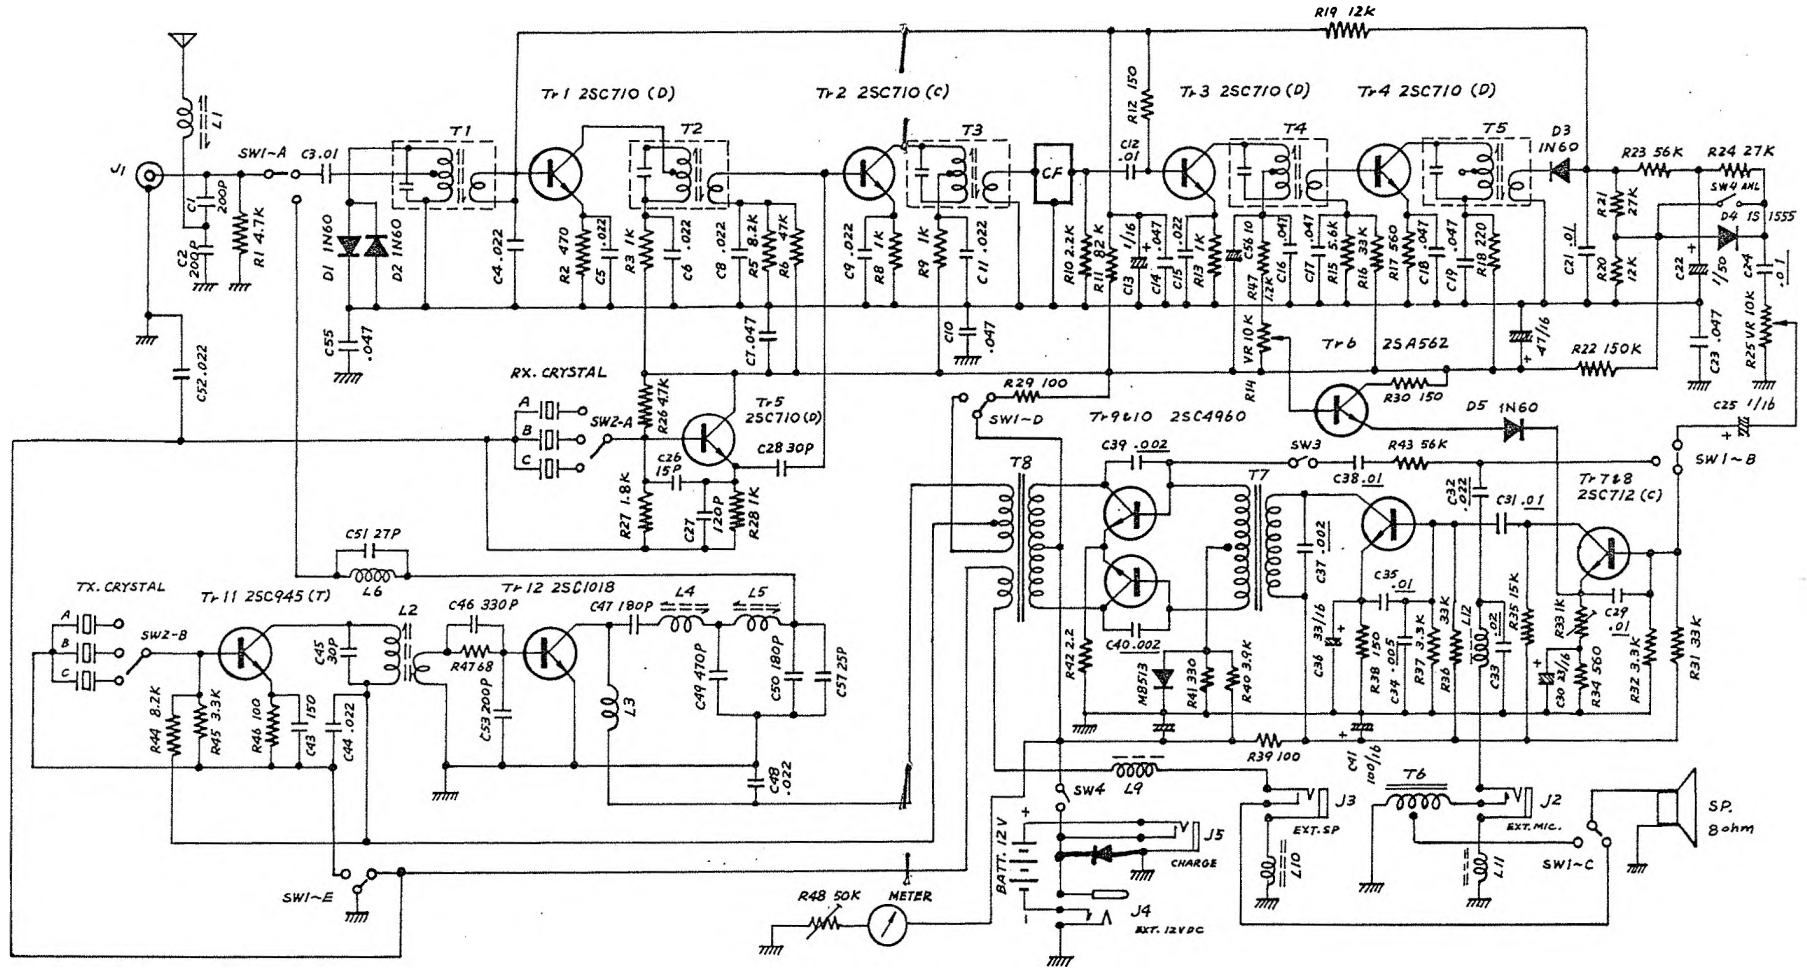 R19 12K
L1
Tr1 2SC710 (D)
Tr2 2SC710 (C)
R12 150
Tr3 2SC710 (D)
Tr4 2SC710 (D)
T1
T2
T3
C12
.01
T4
T5
D3
1N60
R23 56K
R24 27K
J1
SW1~A
C3.01
CF
SW4 ANL
D4 1S 1555
C1
200P
C2
200P
R1 4.7K
D1 1N60
D2 1N60
C4.022
R2 470
C5 .022
R3 1K
C6 .022
C8 .022
R5 8.2K
R6 47K
C9 .022
R8 1K
R9 1K
C11 .022
R10 2.2K
R11 82K
C13 1/16
C14 .047
C15 .022
R13 1K
C56 10
R47
1.2K
C16 .047
C17 .047
R15 5.6K
R16 33K
R17 560
C18 .047
C19
R18 220
C21 .01
R21
27K
R20
12K
C22 1/50
C24
.01
C55
.047
C7.047
C10
.047
VR 10K
R14
Tr6 2SA562
47/16
R22 150K
C23 .047
R25 VR 10K
C52.022
RX. CRYSTAL
A
B
C
SW2-A
R26 4.7K
Tr5
2SC710(D)
R29 100
SW1~D
Tr9&10 2SC4960
R30 150
D5 1N60
C25 1/16
C39 .002
SW3
R43 56K
SW1~B
C28 30P
C26
15P
R27 1.8K
C27
120P
R28 1K
T8
T7
C38.01
C32
.022
C31 .01
Tr7&8
2SC712 (C)
C51 27P
L6
TX. CRYSTAL
A
B
C
SW2-B
Tr11 2SC945 (T)
L2
C46 330P
Tr12 2SC1018
C47 180P
L4
L5
C37 .002
C35
.01
C45
30P
R4768
C40.002
C49 470P
C50 180P
C57 25P
C53 200P
L3
R42 2.2
MB513
R41 330
R40 3.9K
C36 33/16
R38 150
C34 .005
R37 3.3K
R36 33K
L12
C33 .02
R35 15K
R33 1K
C29
.01
C30 33/16
R34 560
R32 3.3K
R31 33K
R44 8.2K
R45 3.3K
R46 100
C43 150
C44 .022
C48
.022
R39 100
C41
100/16
L9
SW4
T6
J3
EXT. SP
J2
EXT. MIC.
SP.
8 ohm
BATT. 12V
J5
CHARGE
L10
L11
SW1~C
SW1~E
R48 50K
METER
J4
EXT. 12VDC